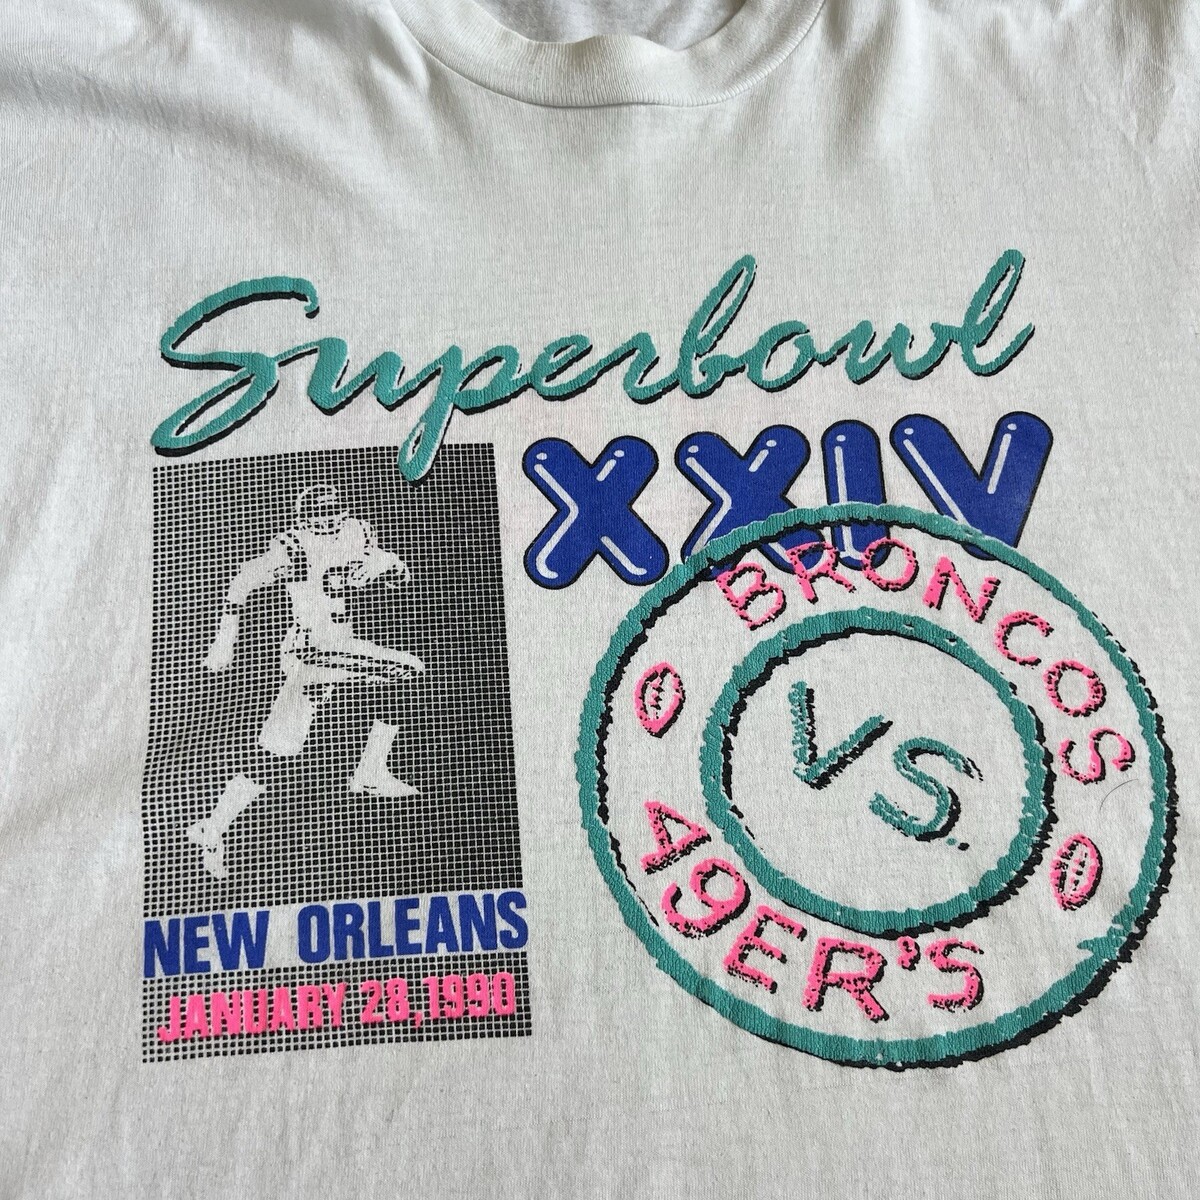 Superbowl
XXIV
BRONCOS
VS.
49ER'S
NEW ORLEANS
JANUARY 28,1990